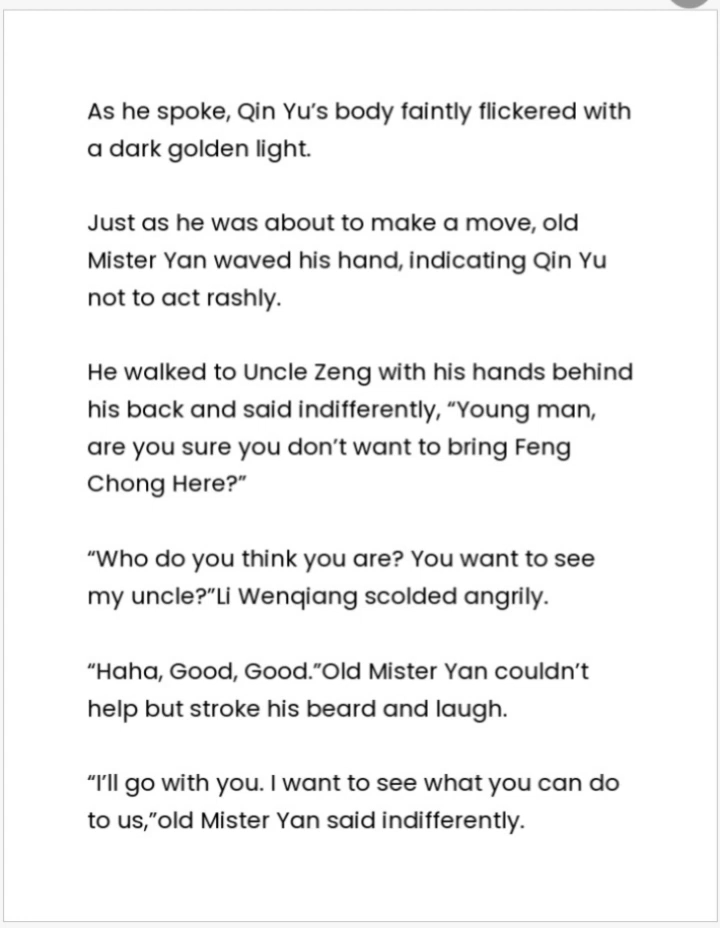 As he spoke, Qin Yu’s body faintly flickered with
a dark golden light.
Just as he was about to make a move, old
Mister Yan waved his hand, indicating Qin Yu
not to act rashly.
He walked to Uncle Zeng with his hands behind
his back and said indifferently, “Young man,
are you sure you don’t want to bring Feng
Chong Here?”
“Who do you think you are? You want to see
my uncle?”Li Wenqiang scolded angrily.
“Haha, Good, Good.”Old Mister Yan couldn’t
help but stroke his beard and laugh.
“I’ll go with you. I want to see what you can do
to us,”old Mister Yan said indifferently.